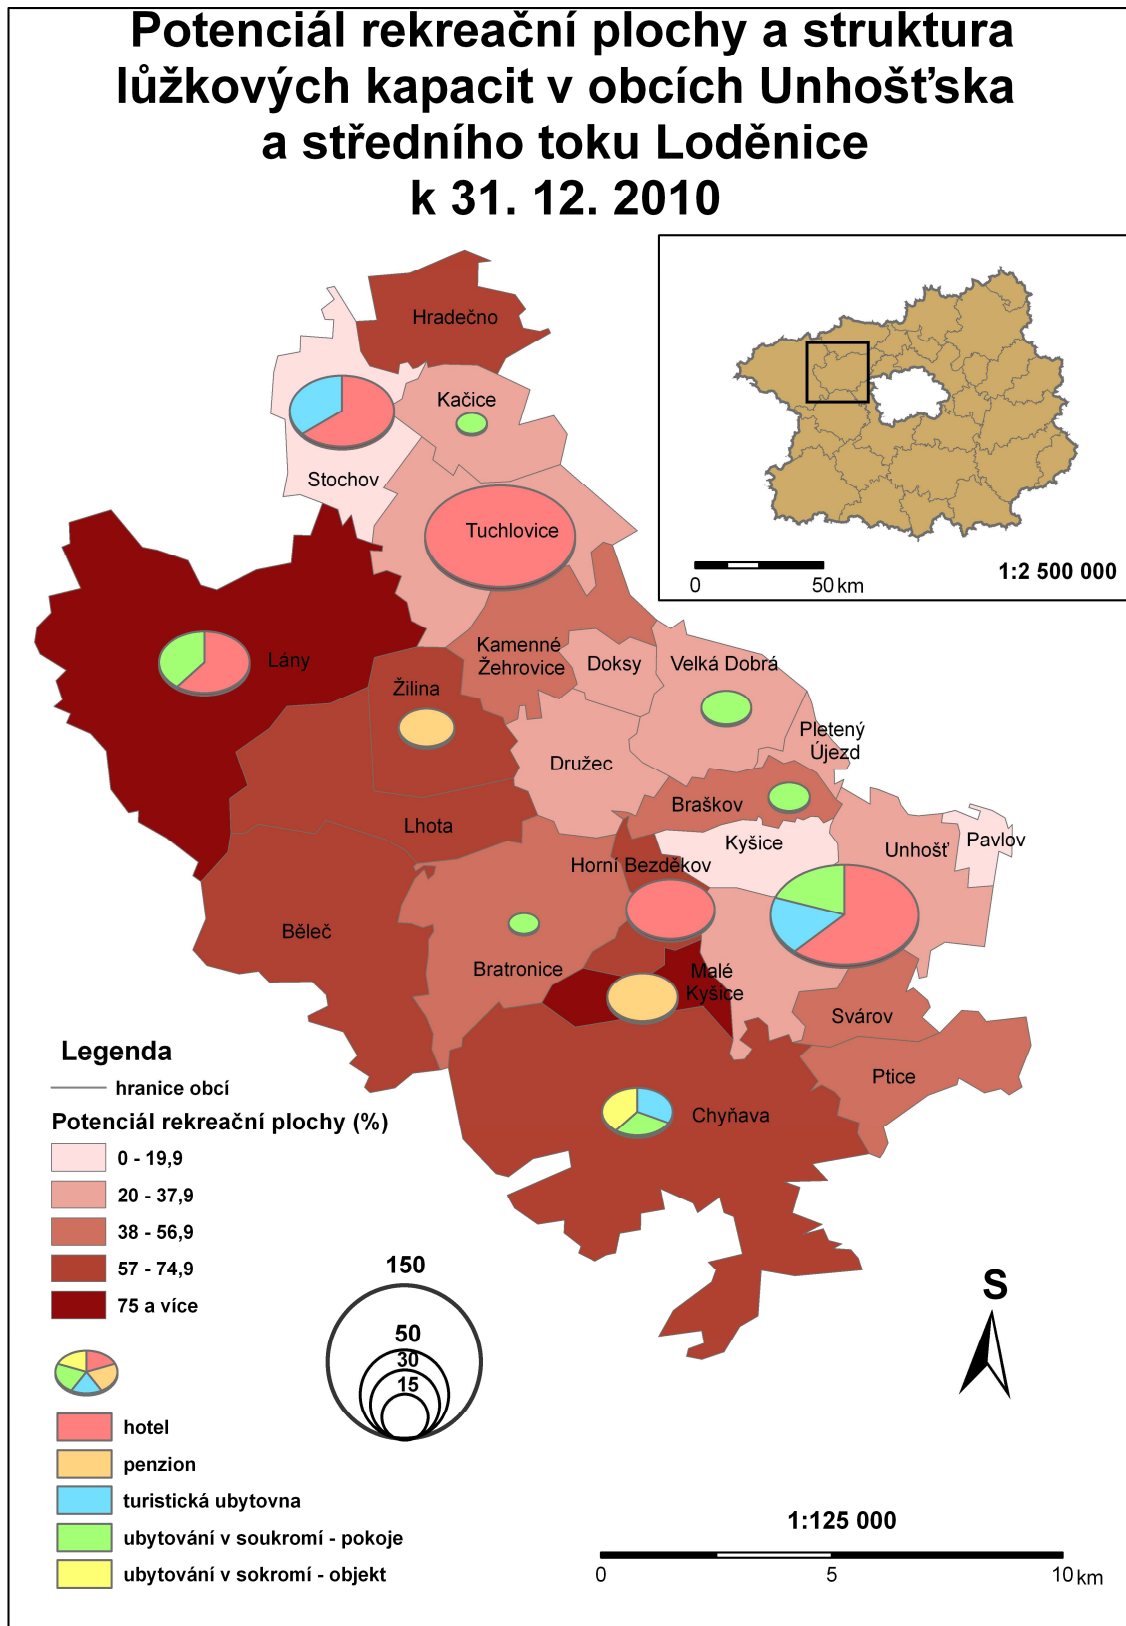 Potenciál rekreační plochy a struktura
lůžkových kapacit v obcích Unhošťska
a středního toku Loděnice
k 31. 12. 2010
0
50 km
1:2 500 000
Hradečno
Kačice
Stochov
Tuchlovice
Lány
Kamenné
Žehrovice
Doksy
Velká Dobrá
Žilina
Pletený
Újezd
Družec
Braškov
Lhota
Kyšice
Unhošť
Pavlov
Horní Bezděkov
Běleč
Bratronice
Malé
Kyšice
Svárov
Ptice
Chyňava
Legenda
hranice obcí
Potenciál rekreační plochy (%)
0 - 19,9
20 - 37,9
38 - 56,9
57 - 74,9
75 a více
150
50
30
15
S
hotel
penzion
turistická ubytovna
ubytování v soukromí - pokoje
ubytování v sokromí - objekt
1:125 000
0
5
10 km